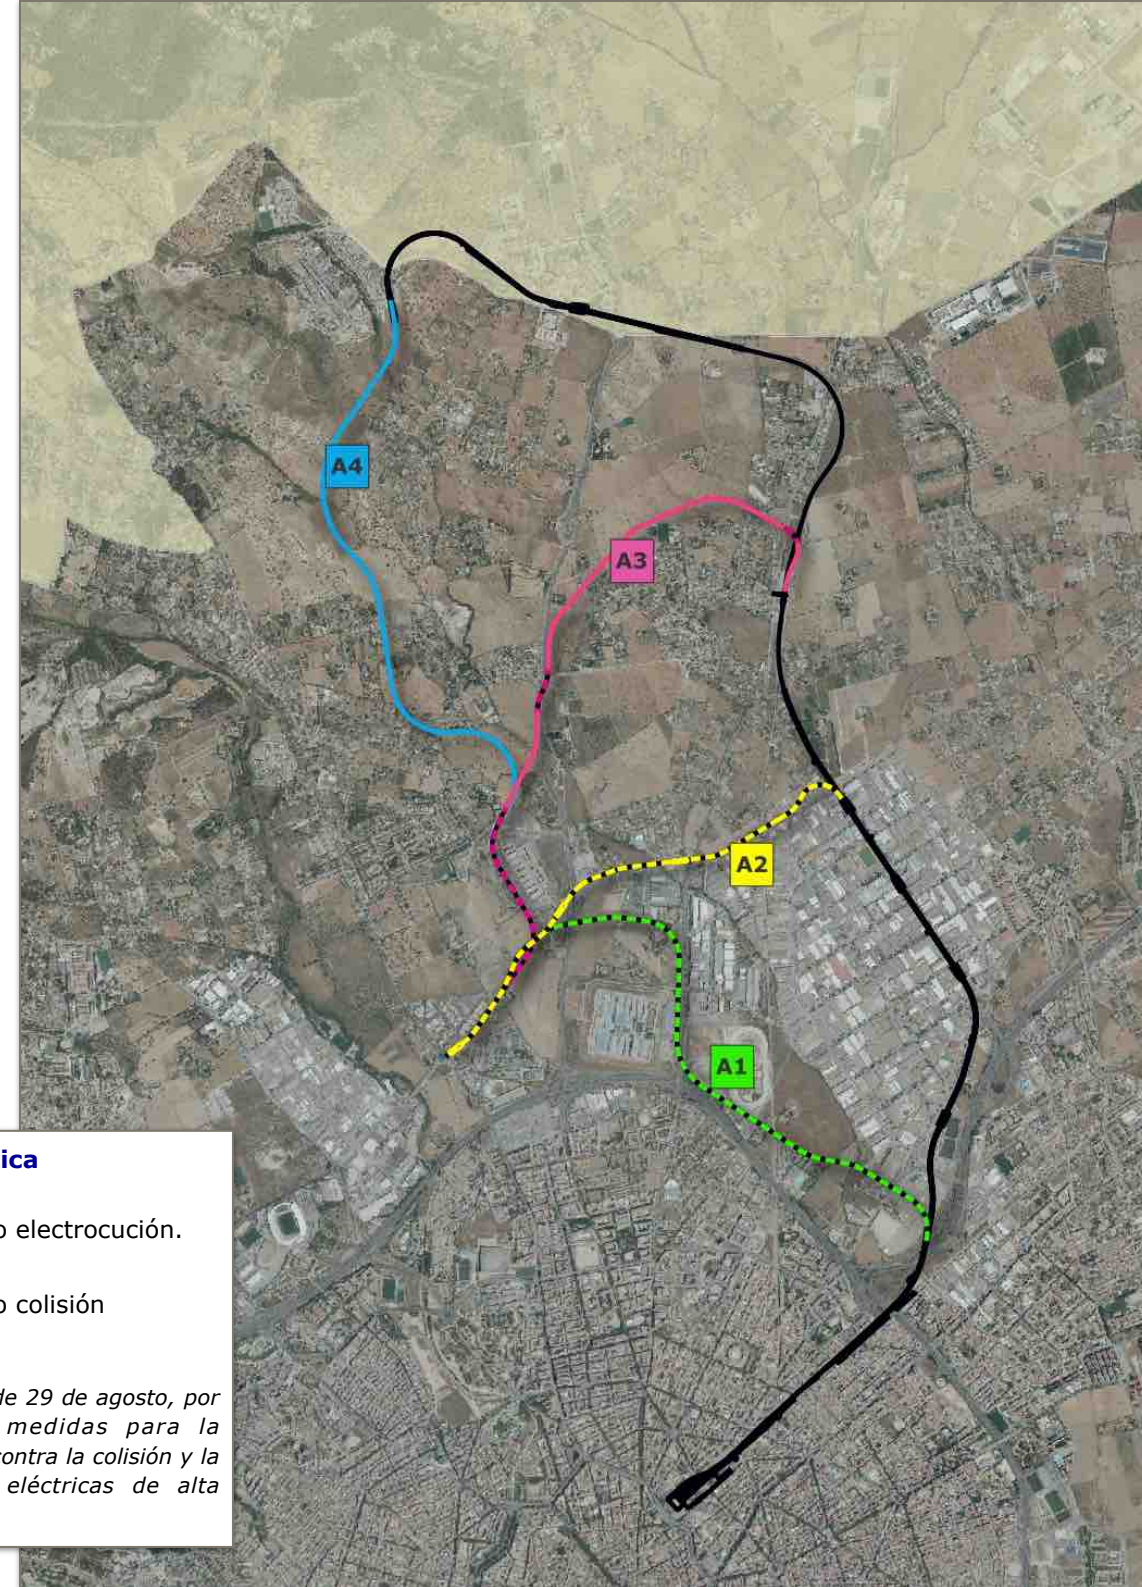 A4
A3
A2
A1
ica
o electrocución.
o colisión
de 29 de agosto, por
medidas para la
contra la colisión y la
eléctricas de alta